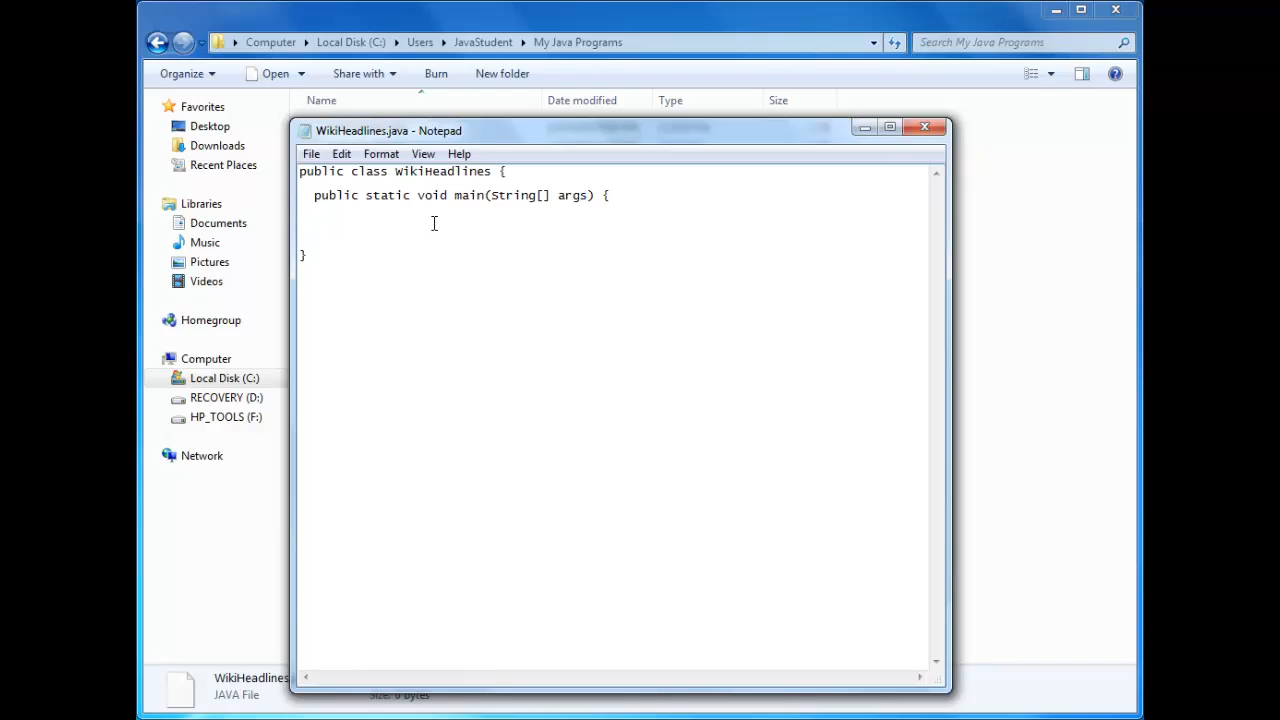 Computer Local Disk (C:) Users JavaStudent My Java Programs Search My Java Programs
Organize Open Share with Burn New folder
Name Date modified Type Size
Favorites
Desktop
Downloads
Recent Places
Libraries
Documents
Music
Pictures
Videos
Homegroup
Computer
Local Disk (C:)
RECOVERY (D:)
HP_TOOLS (F:)
Network
WikiHeadlines.java - Notepad
File Edit Format View Help
public class WikiHeadlines {
public static void main(String[] args) {
}
WikiHeadlines
JAVA File Size: 0 bytes